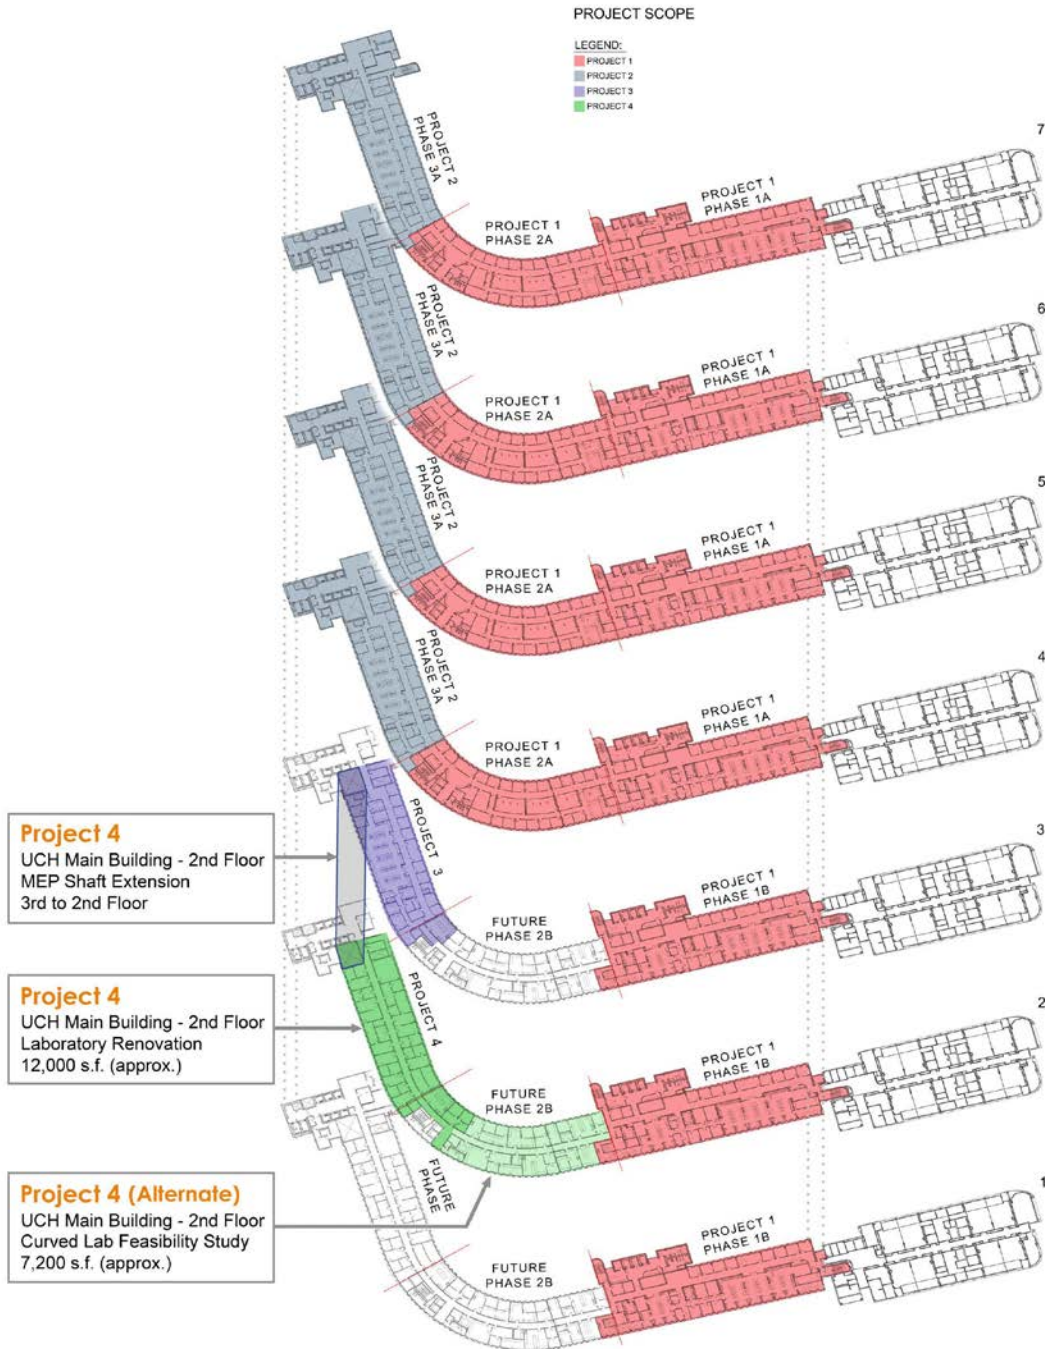 PROJECT SCOPE
LEGEND:
PROJECT 1
PROJECT 2
PROJECT 3
PROJECT 4
7
PROJECT 2
PHASE 3A
PROJECT 1
PHASE 2A
PROJECT 1
PHASE 1A
6
PROJECT 2
PHASE 3A
PROJECT 1
PHASE 2A
PROJECT 1
PHASE 1A
5
PROJECT 2
PHASE 3A
PROJECT 1
PHASE 2A
PROJECT 1
PHASE 1A
4
PROJECT 2
PHASE 3A
PROJECT 1
PHASE 2A
PROJECT 1
PHASE 1A
3
Project 4
UCH Main Building - 2nd Floor
MEP Shaft Extension
3rd to 2nd Floor
PROJECT 3
FUTURE
PHASE 2B
PROJECT 1
PHASE 1B
2
Project 4
UCH Main Building - 2nd Floor
Laboratory Renovation
12,000 s.f. (approx.)
PROJECT 4
FUTURE
PHASE 2B
PROJECT 1
PHASE 1B
1
Project 4 (Alternate)
UCH Main Building - 2nd Floor
Curved Lab Feasibility Study
7,200 s.f. (approx.)
FUTURE
PHASE
FUTURE
PHASE 2B
PROJECT 1
PHASE 1B